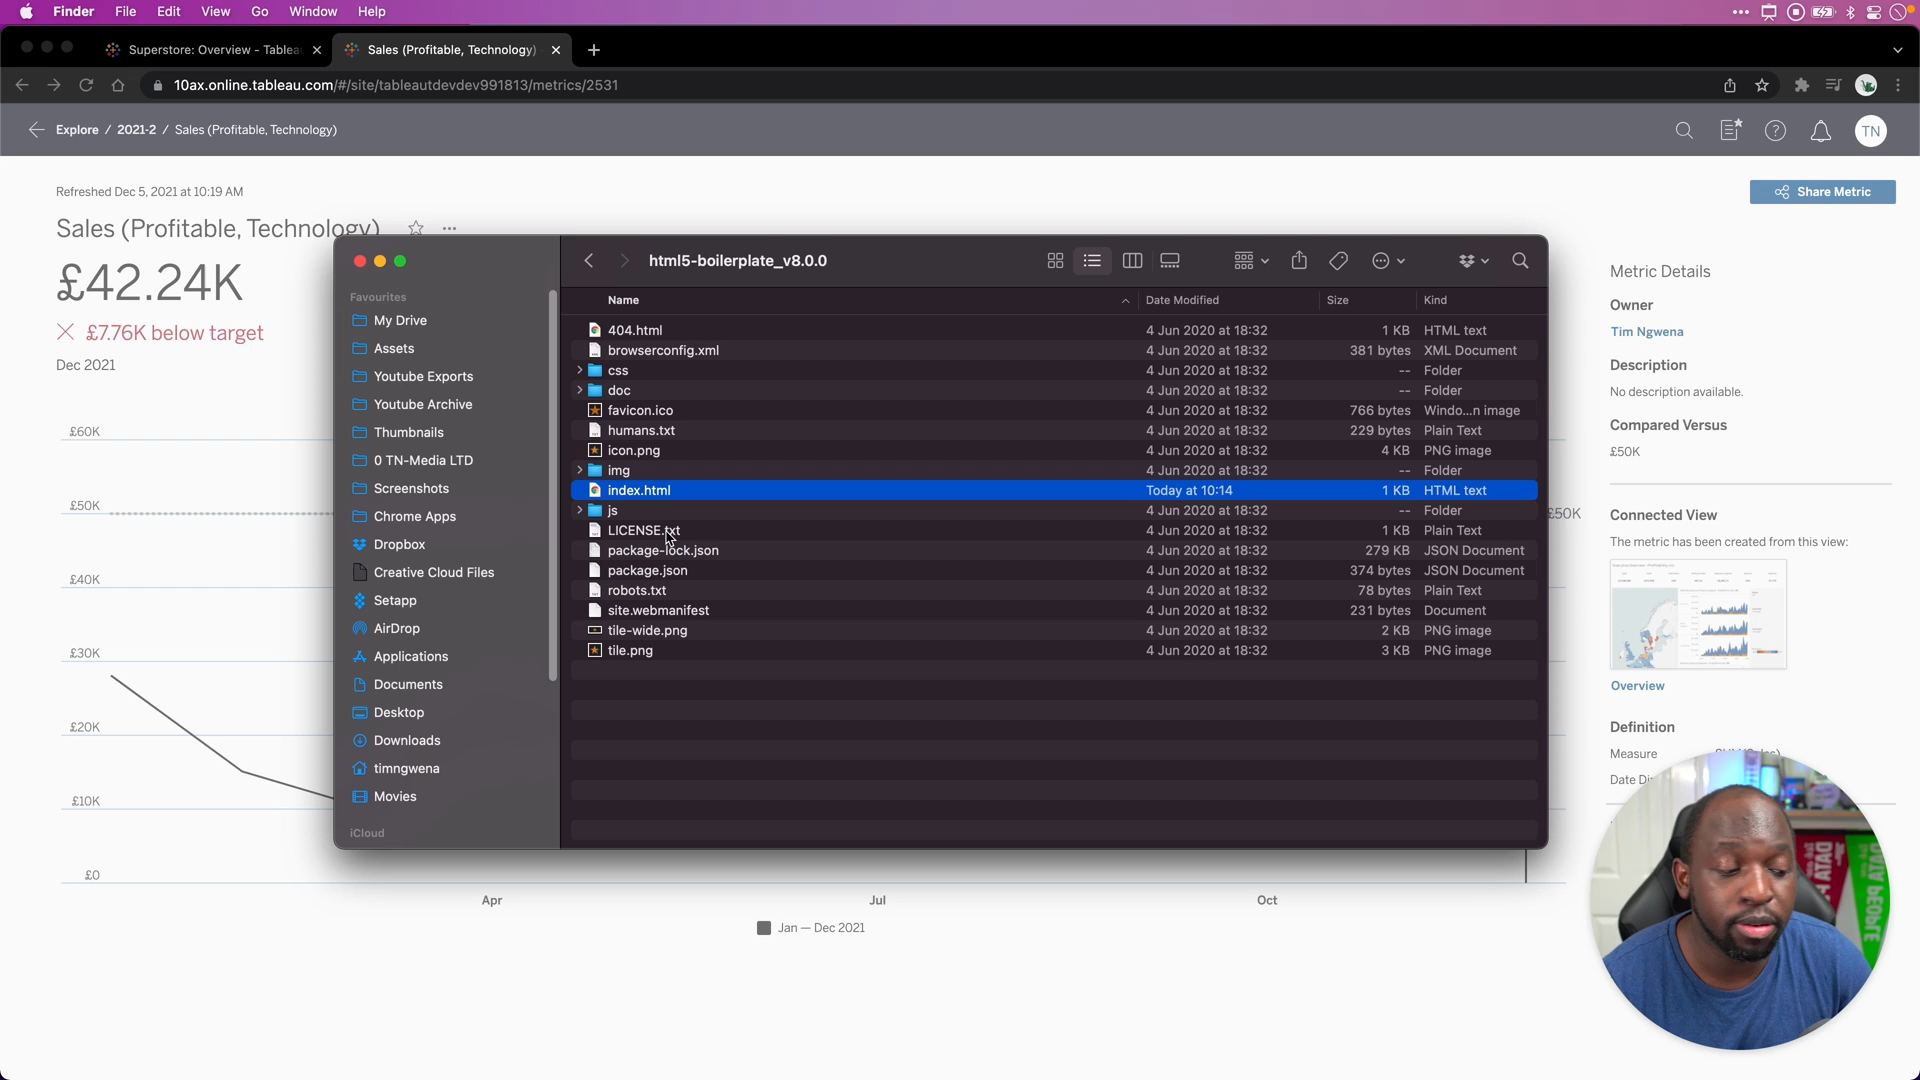 Finder File Edit View Go Window Help
Superstore: Overview - Tablea
Sales (Profitable, Technology)
10ax.online.tableau.com/#/site/tableautdevdev991813/metrics/2531
Explore / 2021-2 / Sales (Profitable, Technology)
TN
Refreshed Dec 5, 2021 at 10:19 AM
Share Metric
Sales (Profitable, Technology)
£42.24K
£7.76K below target
Dec 2021
£60K
£50K
£40K
£30K
£20K
£10K
£0
Apr
Jul
Oct
Jan — Dec 2021
£50K
html5-boilerplate_v8.0.0
Favourites
My Drive
Assets
Youtube Exports
Youtube Archive
Thumbnails
0 TN-Media LTD
Screenshots
Chrome Apps
Dropbox
Creative Cloud Files
Setapp
AirDrop
Applications
Documents
Desktop
Downloads
timngwena
Movies
iCloud
Name Date Modified Size Kind
404.html 4 Jun 2020 at 18:32 1 KB HTML text
browserconfig.xml 4 Jun 2020 at 18:32 381 bytes XML Document
css 4 Jun 2020 at 18:32 -- Folder
doc 4 Jun 2020 at 18:32 -- Folder
favicon.ico 4 Jun 2020 at 18:32 766 bytes Windo...n image
humans.txt 4 Jun 2020 at 18:32 229 bytes Plain Text
icon.png 4 Jun 2020 at 18:32 4 KB PNG image
img 4 Jun 2020 at 18:32 -- Folder
index.html Today at 10:14 1 KB HTML text
js 4 Jun 2020 at 18:32 -- Folder
LICENSE.txt 4 Jun 2020 at 18:32 1 KB Plain Text
package-lock.json 4 Jun 2020 at 18:32 279 KB JSON Document
package.json 4 Jun 2020 at 18:32 374 bytes JSON Document
robots.txt 4 Jun 2020 at 18:32 78 bytes Plain Text
site.webmanifest 4 Jun 2020 at 18:32 231 bytes Document
tile-wide.png 4 Jun 2020 at 18:32 2 KB PNG image
tile.png 4 Jun 2020 at 18:32 3 KB PNG image
Metric Details
Owner
Tim Ngwena
Description
No description available.
Compared Versus
£50K
Connected View
The metric has been created from this view:
Overview
Definition
Measure
Date Di
DATA
DATA PEOPLE